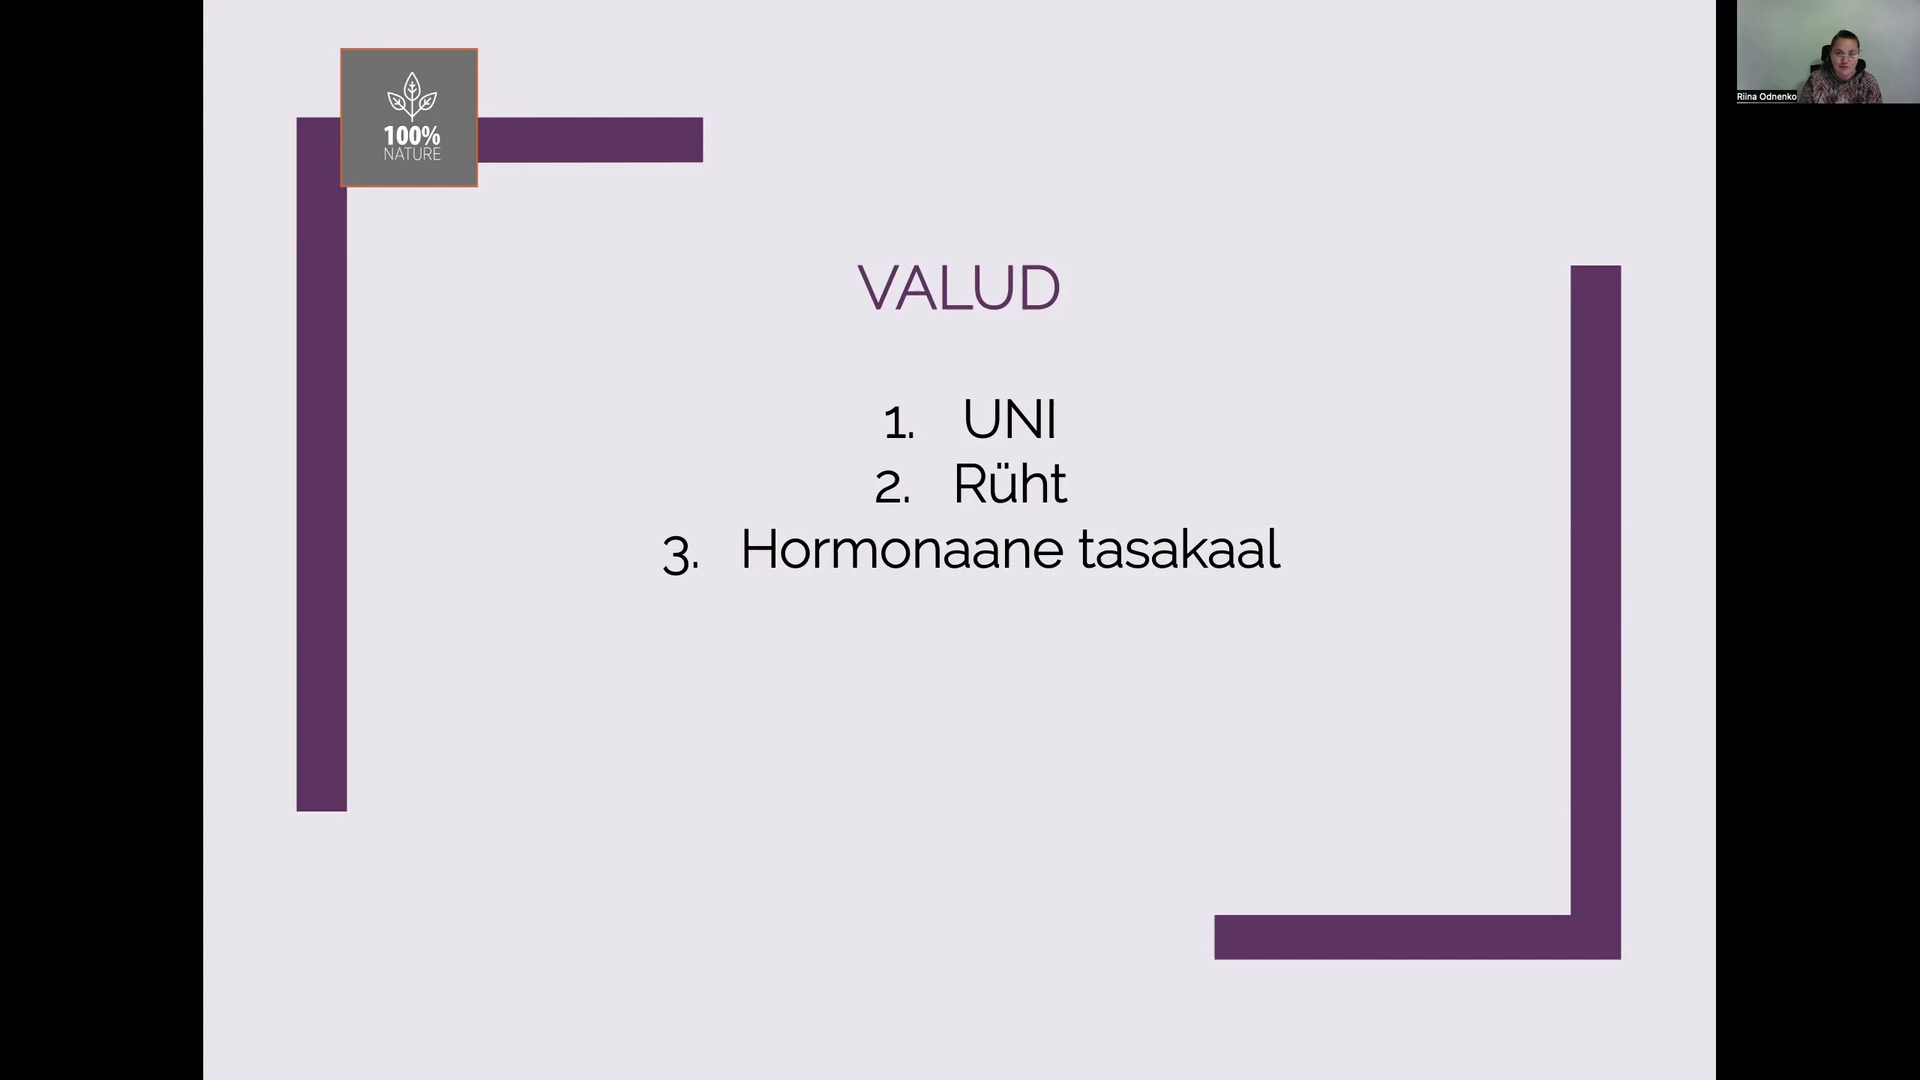 100%
NATURE
VALUD
1. UNI
2. Rüht
3. Hormonaane tasakaal
Riina Odnenko